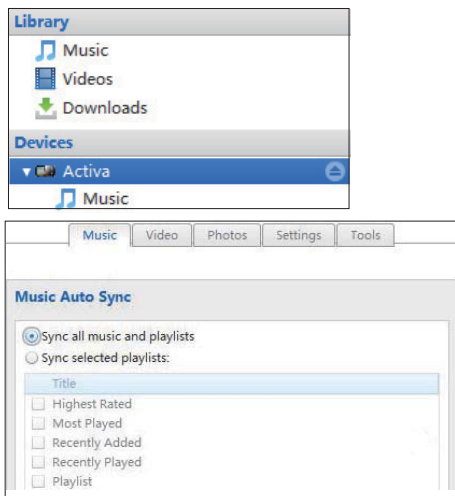 Library
Music
Videos
Downloads
Devices
Activa
Music
Music Video Photos Settings Tools
Music Auto Sync
Sync all music and playlists
Sync selected playlists:
Title
Highest Rated
Most Played
Recently Added
Recently Played
Playlist